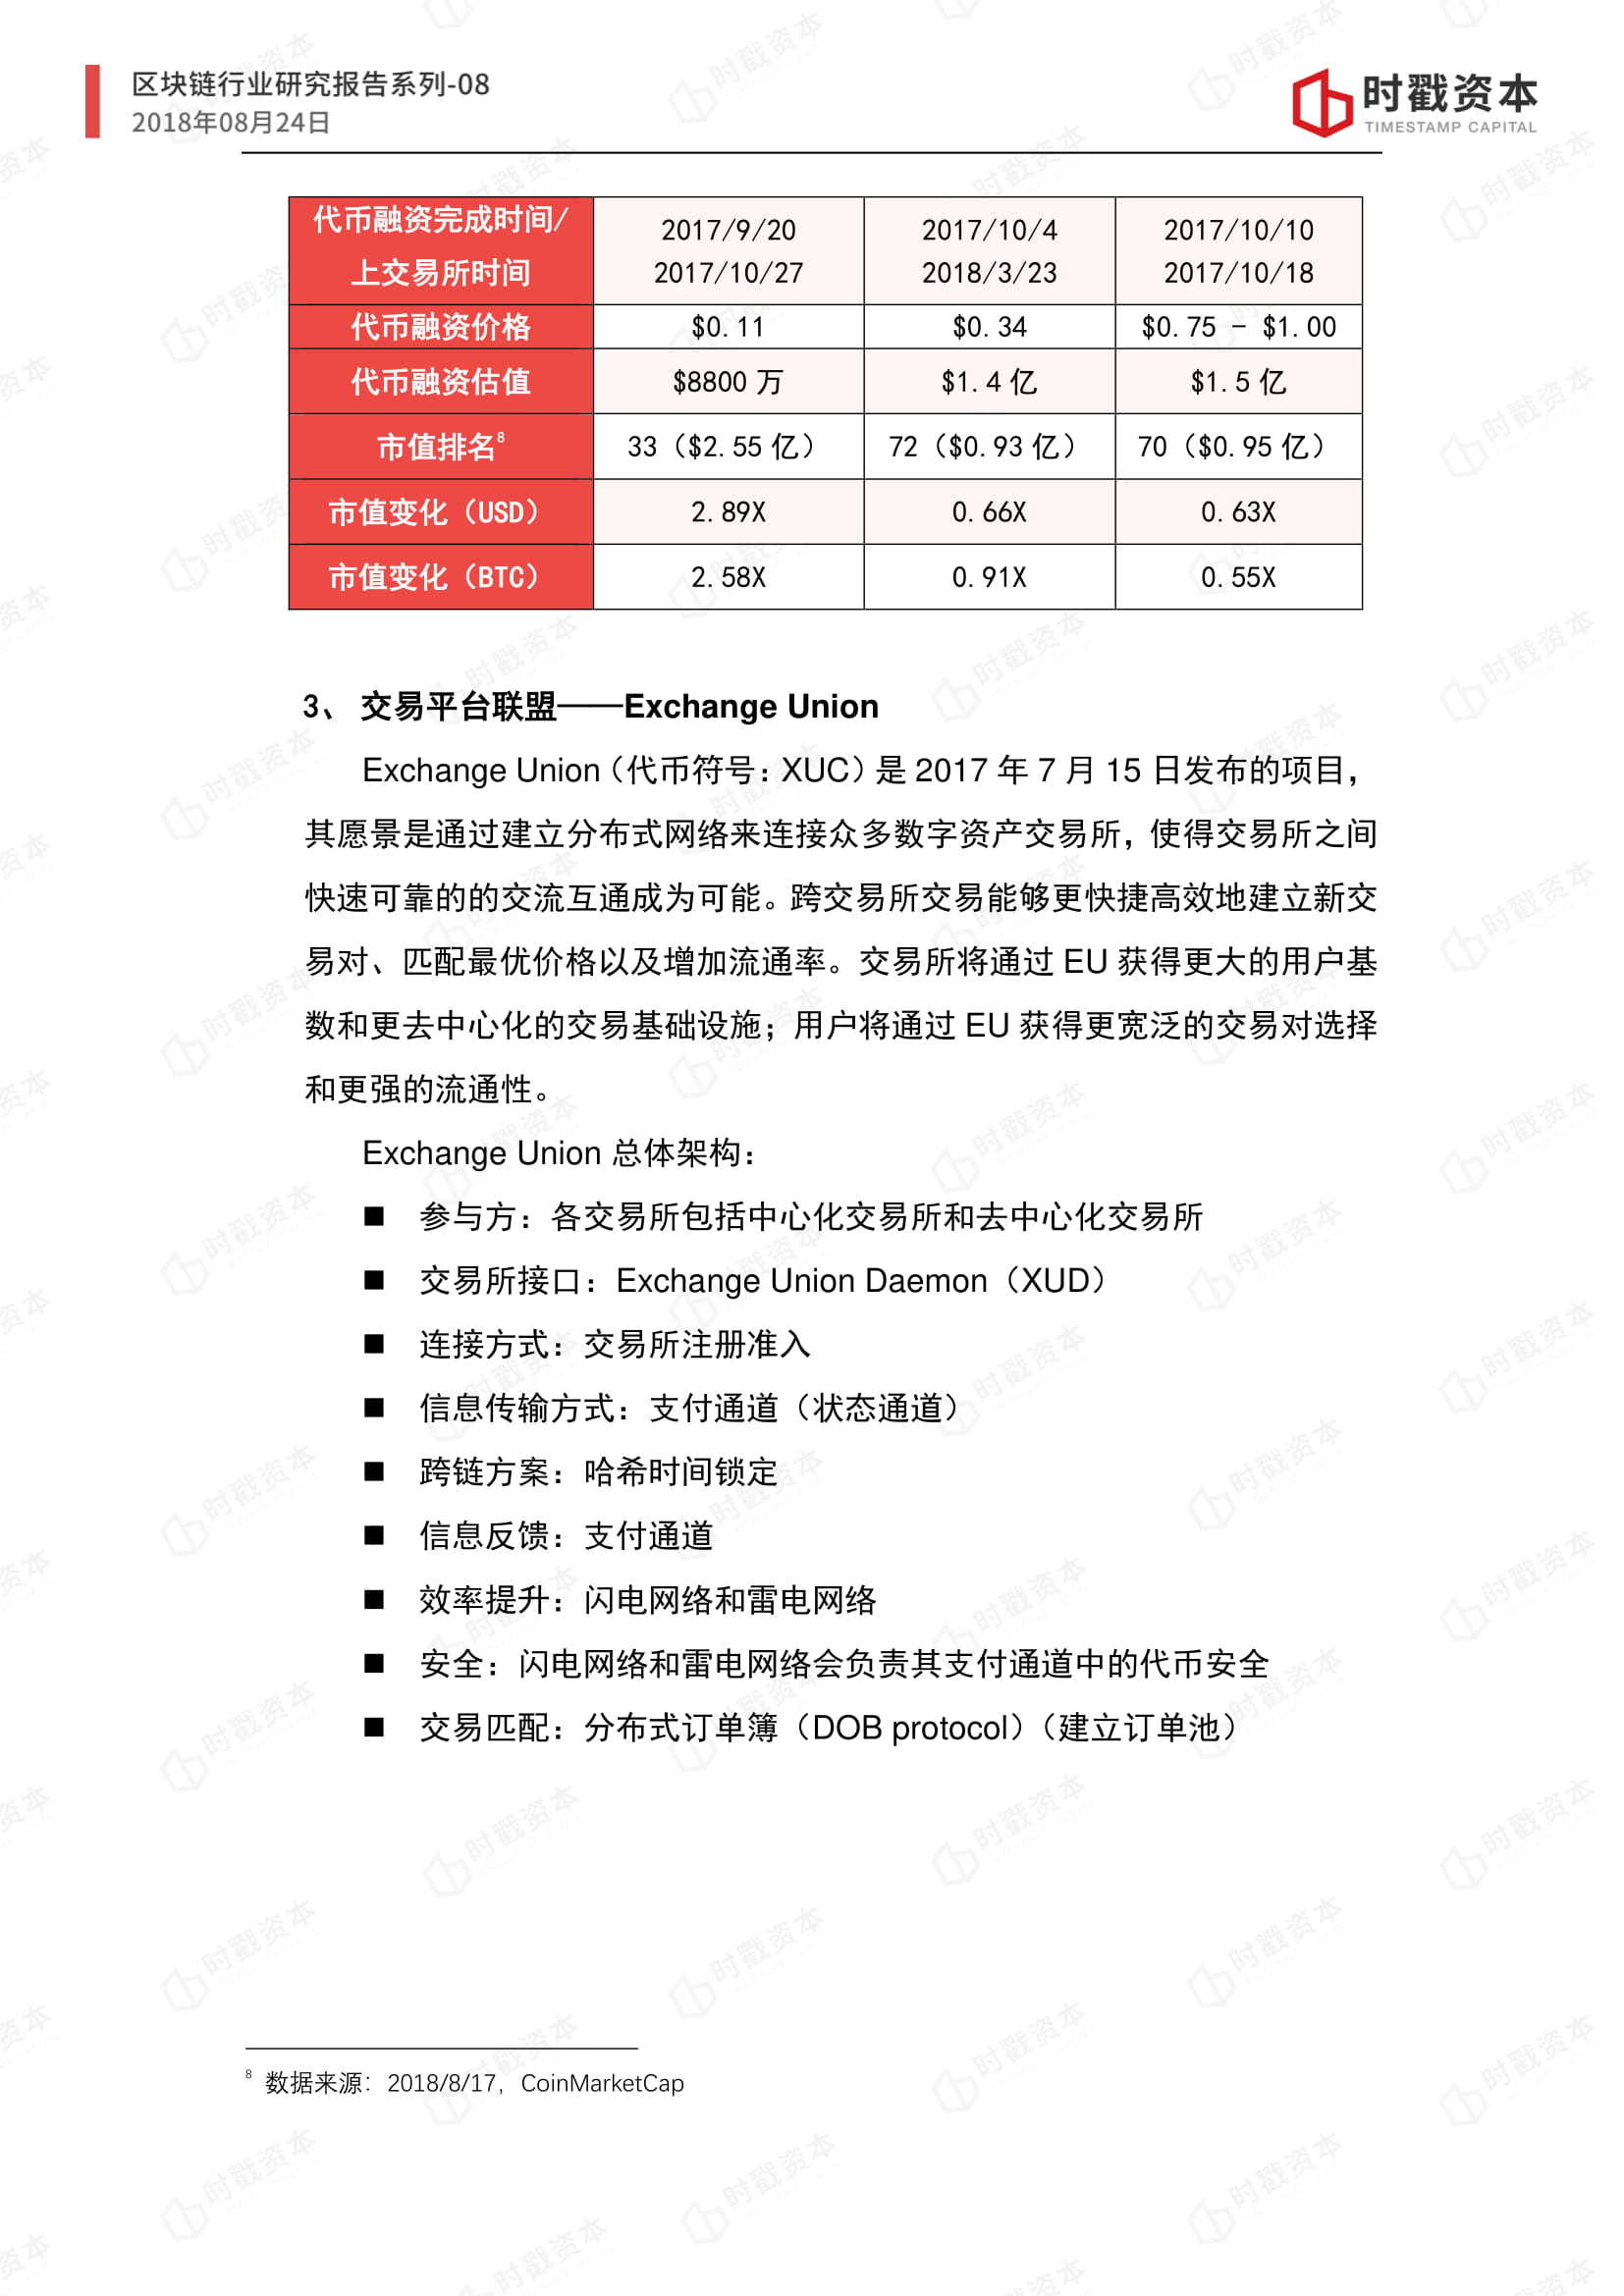 区块链行业研究报告系列-08
2018年08月24日
时戳资本
TIMESTAMP CAPITAL
代币融资完成时间/
上交易所时间
2017/9/20
2017/10/27
2017/10/4
2018/3/23
2017/10/10
2017/10/18
代币融资价格 $0.11 $0.34 $0.75 - $1.00
代币融资估值 $8800 万 $1.4 亿 $1.5 亿
市值排名8 33（$2.55 亿） 72（$0.93 亿） 70（$0.95 亿）
市值变化（USD） 2.89X 0.66X 0.63X
市值变化（BTC） 2.58X 0.91X 0.55X
3、 交易平台联盟——Exchange Union
Exchange Union（代币符号：XUC）是 2017 年 7 月 15 日发布的项目，
其愿景是通过建立分布式网络来连接众多数字资产交易所，使得交易所之间
快速可靠的的交流互通成为可能。跨交易所交易能够更快捷高效地建立新交
易对、匹配最优价格以及增加流通率。交易所将通过 EU 获得更大的用户基
数和更去中心化的交易基础设施；用户将通过 EU 获得更宽泛的交易对选择
和更强的流通性。
Exchange Union 总体架构：
■ 参与方：各交易所包括中心化交易所和去中心化交易所
■ 交易所接口：Exchange Union Daemon（XUD）
■ 连接方式：交易所注册准入
■ 信息传输方式：支付通道（状态通道）
■ 跨链方案：哈希时间锁定
■ 信息反馈：支付通道
■ 效率提升：闪电网络和雷电网络
■ 安全：闪电网络和雷电网络会负责其支付通道中的代币安全
■ 交易匹配：分布式订单簿（DOB protocol）（建立订单池）
8 数据来源：2018/8/17，CoinMarketCap